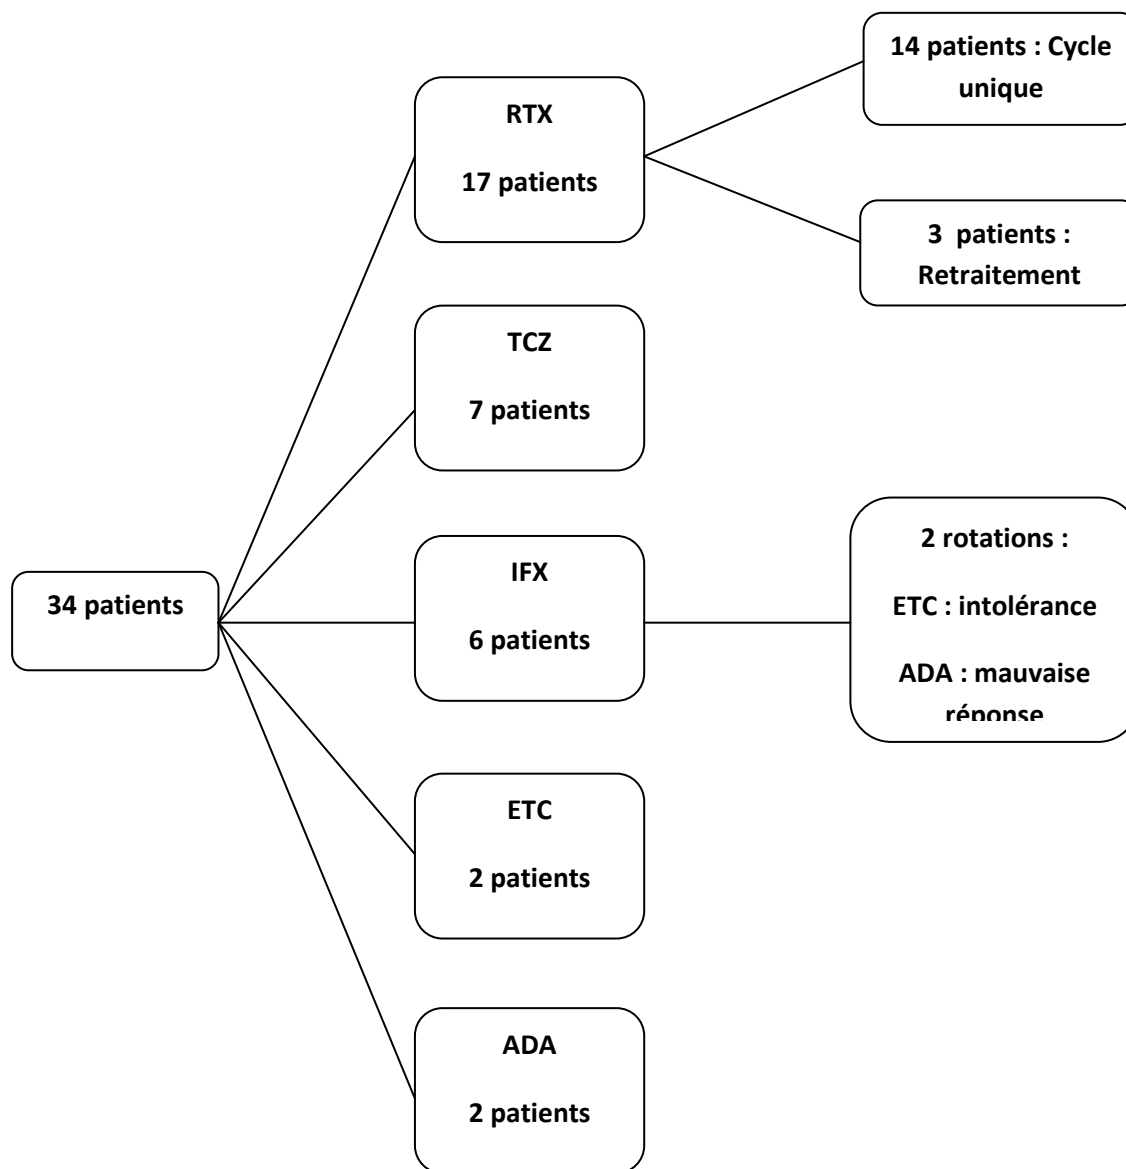 34 patients
RTX
17 patients
14 patients : Cycle
unique
3 patients :
Retraitement
TCZ
7 patients
IFX
6 patients
2 rotations :
ETC : intolérance
ADA : mauvaise
réponse
ETC
2 patients
ADA
2 patients